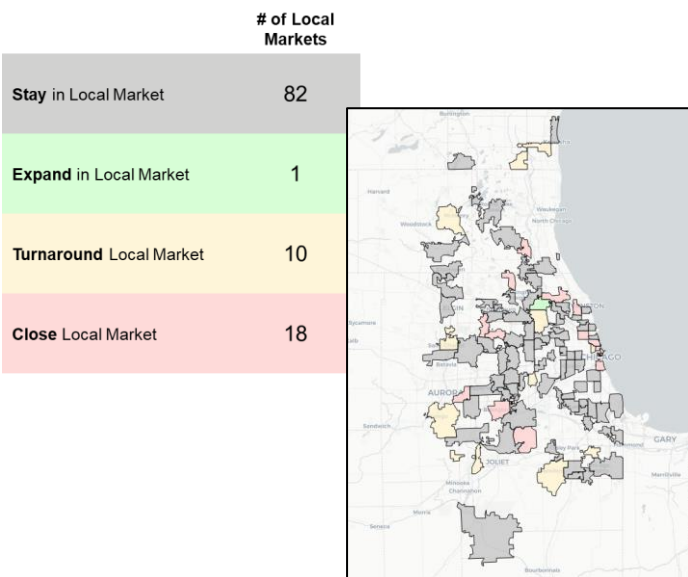 # of Local
Markets
Stay in Local Market 82
Expand in Local Market 1
Turnaround Local Market 10
Close Local Market 18
Burlington
Harvard
Waukegan
Woodstock
North Chicago
Sycamore
CHICAGO
AURORA
Sandwich
GARY
JOLIET
Merrillville
Minooka
Channahon
Morris
Seneca
Bourbonnais